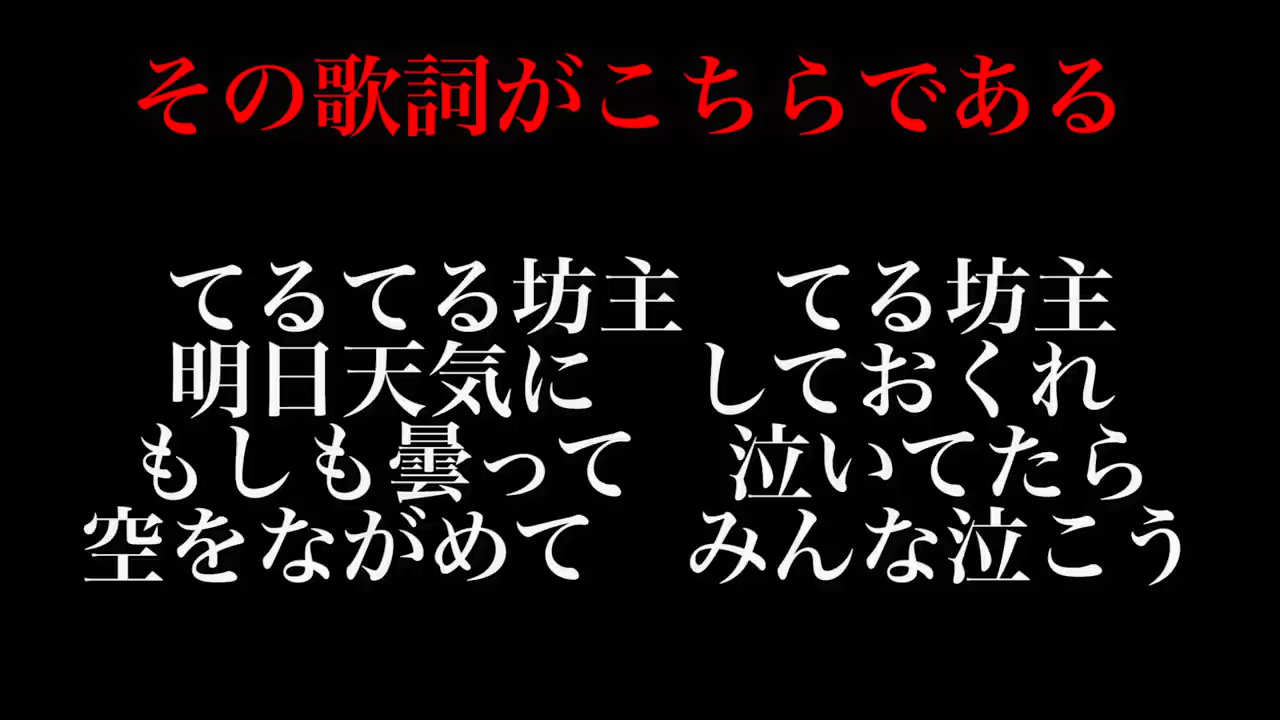 その歌詞がこちらである
てるてる坊主　てる坊主
明日天気に　しておくれ
もしも曇って　泣いてたら
空をながめて　みんな泣こう